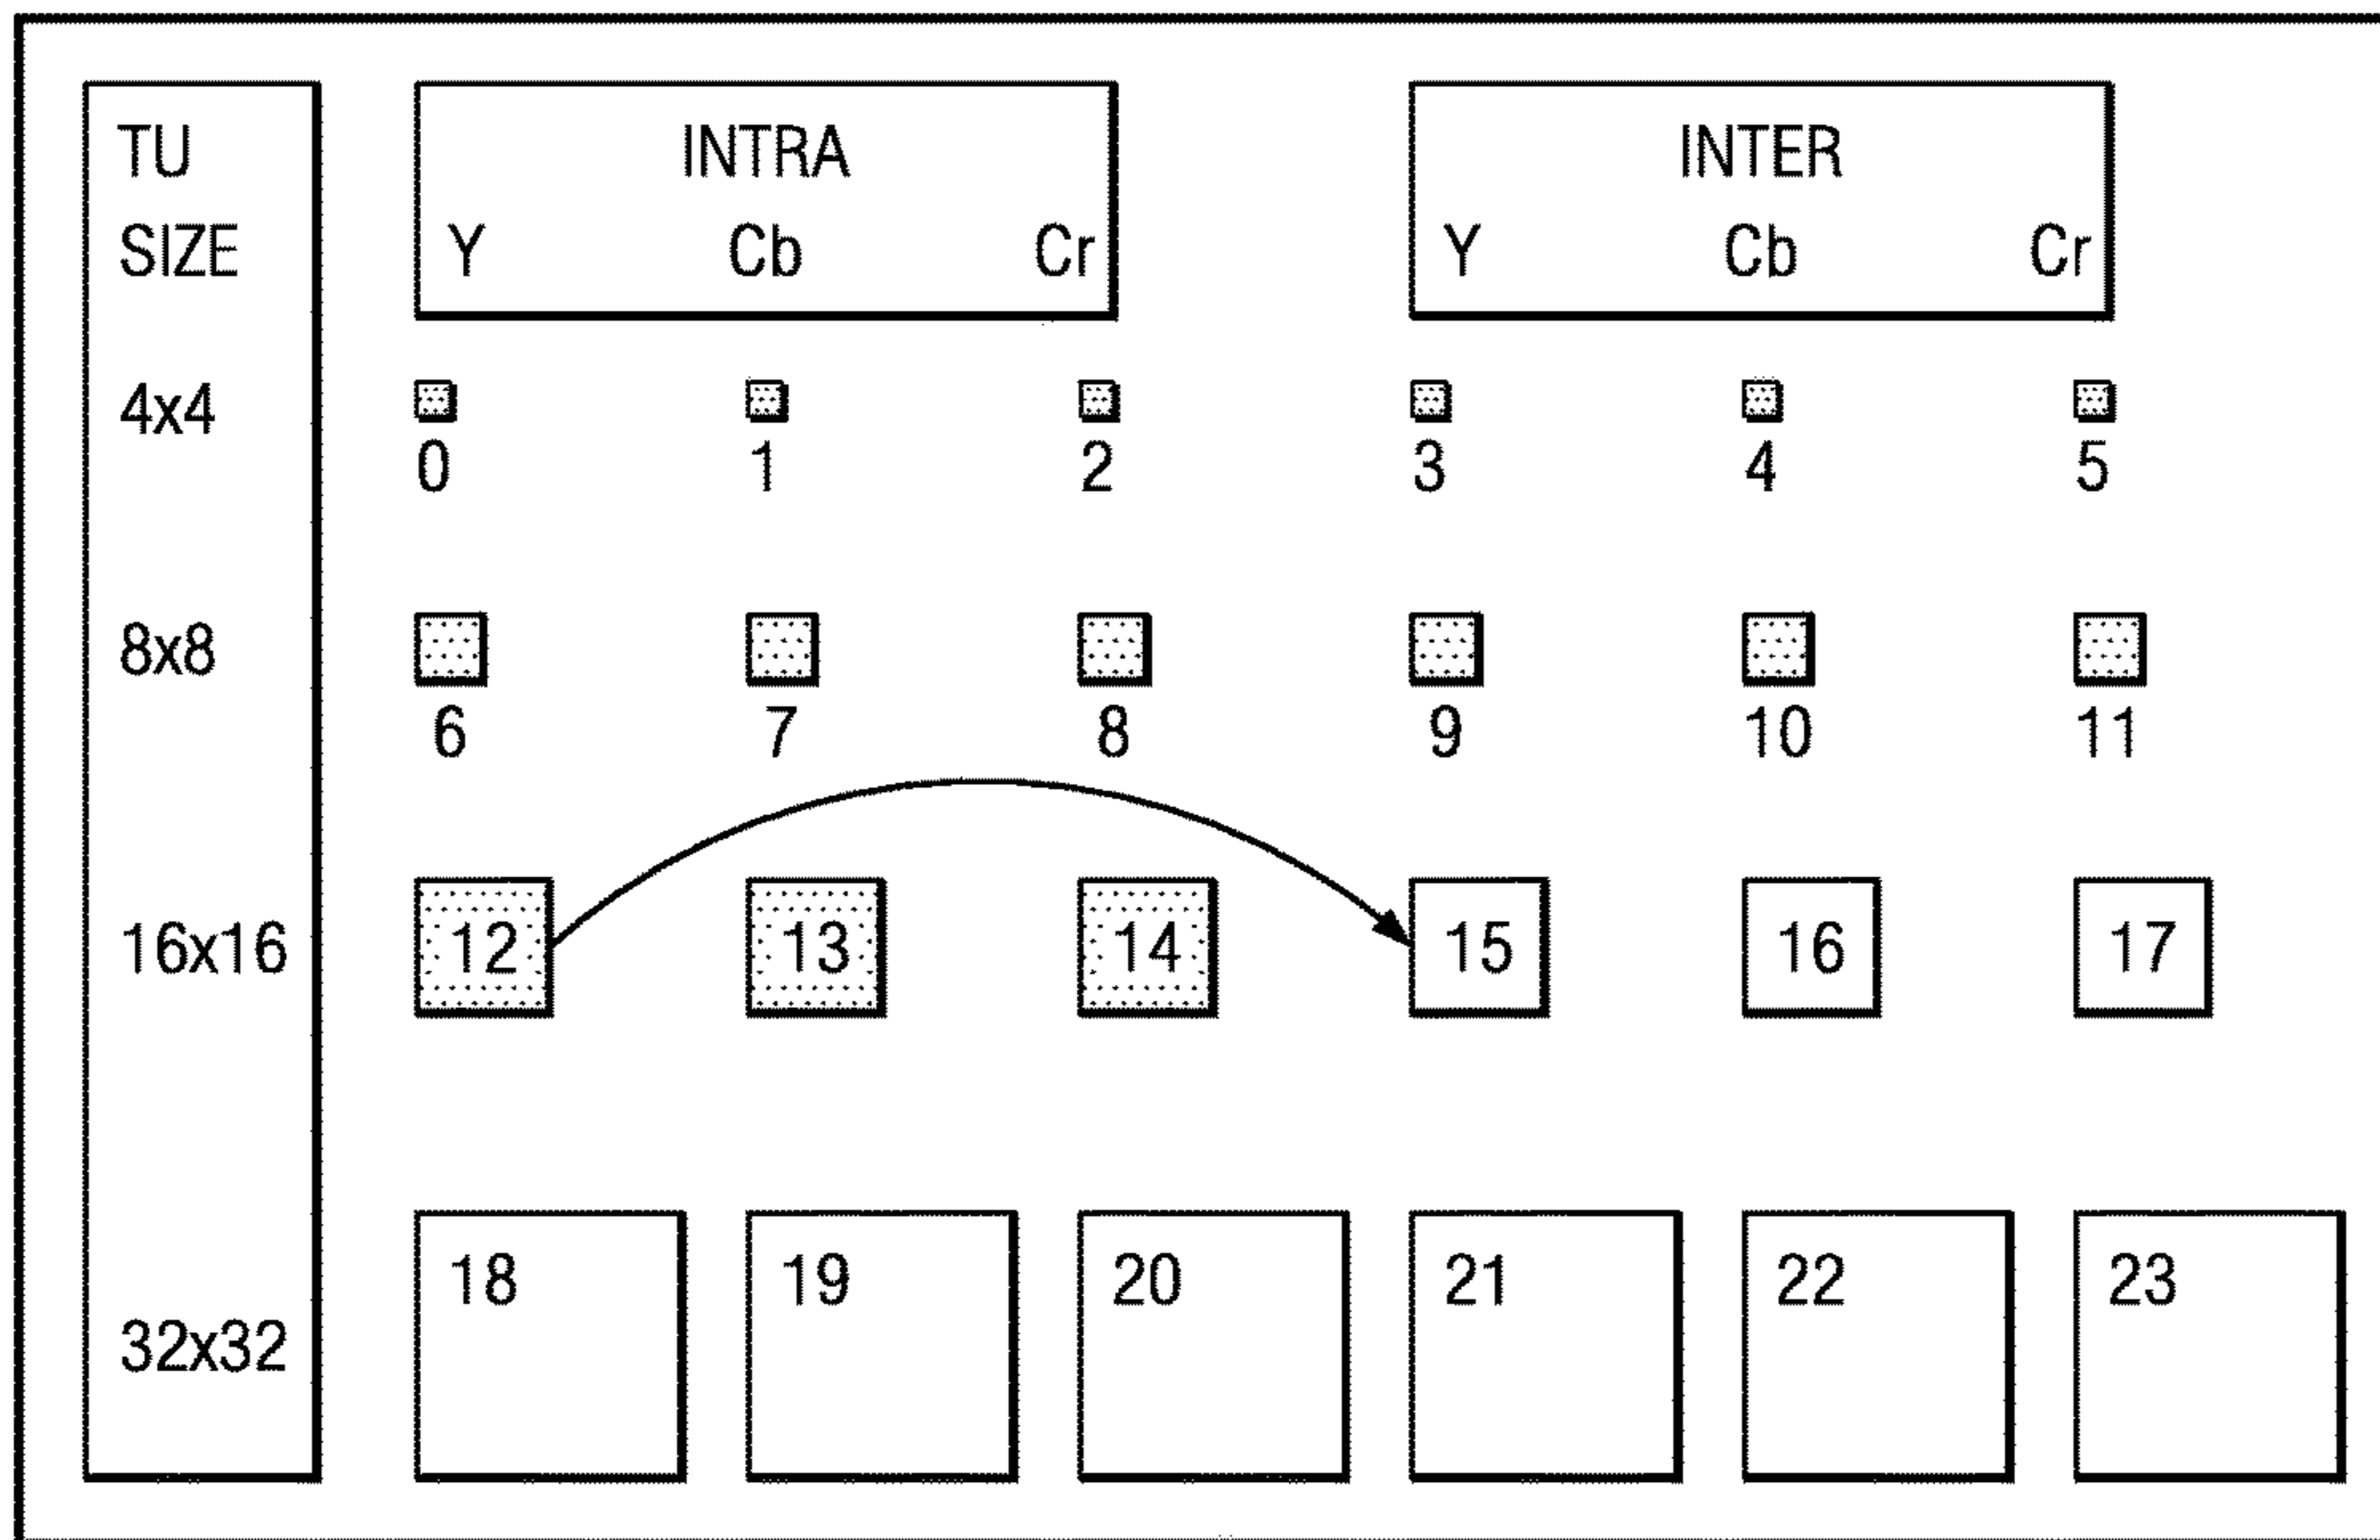 TU
SIZE
INTRA
Y Cb Cr
INTER
Y Cb Cr
4x4
0 1 2 3 4 5
8x8
6 7 8 9 10 11
16x16
12 13 14 15 16 17
18 19 20 21 22 23
32x32